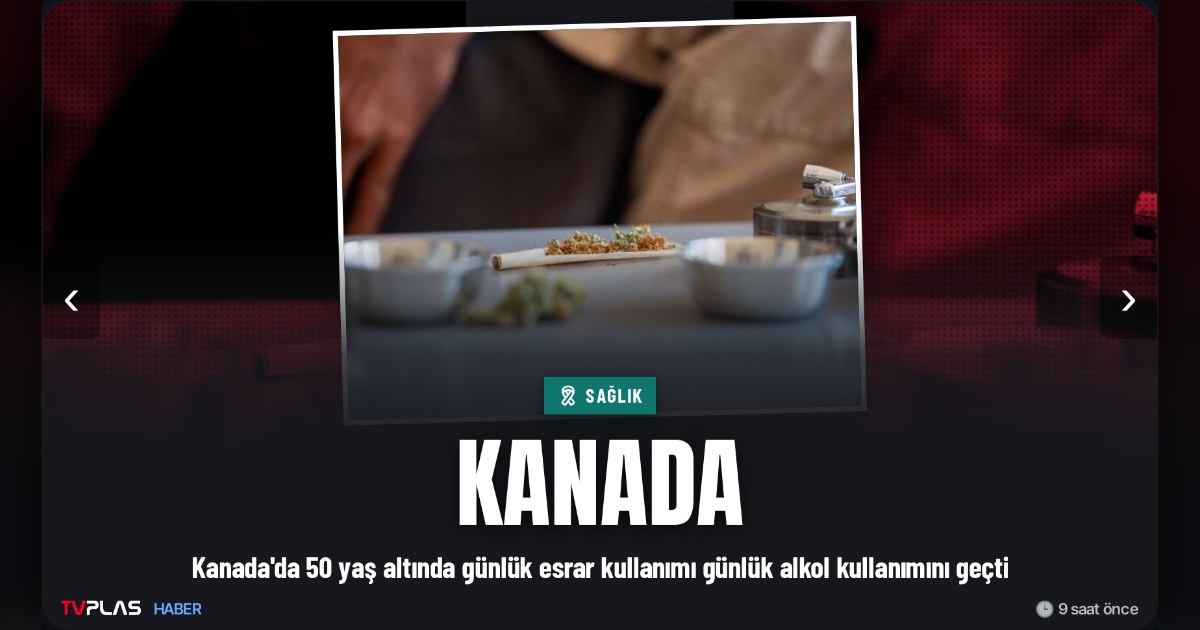 SAĞLIK
KANADA
Kanada'da 50 yaş altında günlük esrar kullanımı günlük alkol kullanımını geçti
TVPLAS HABER
9 saat önce